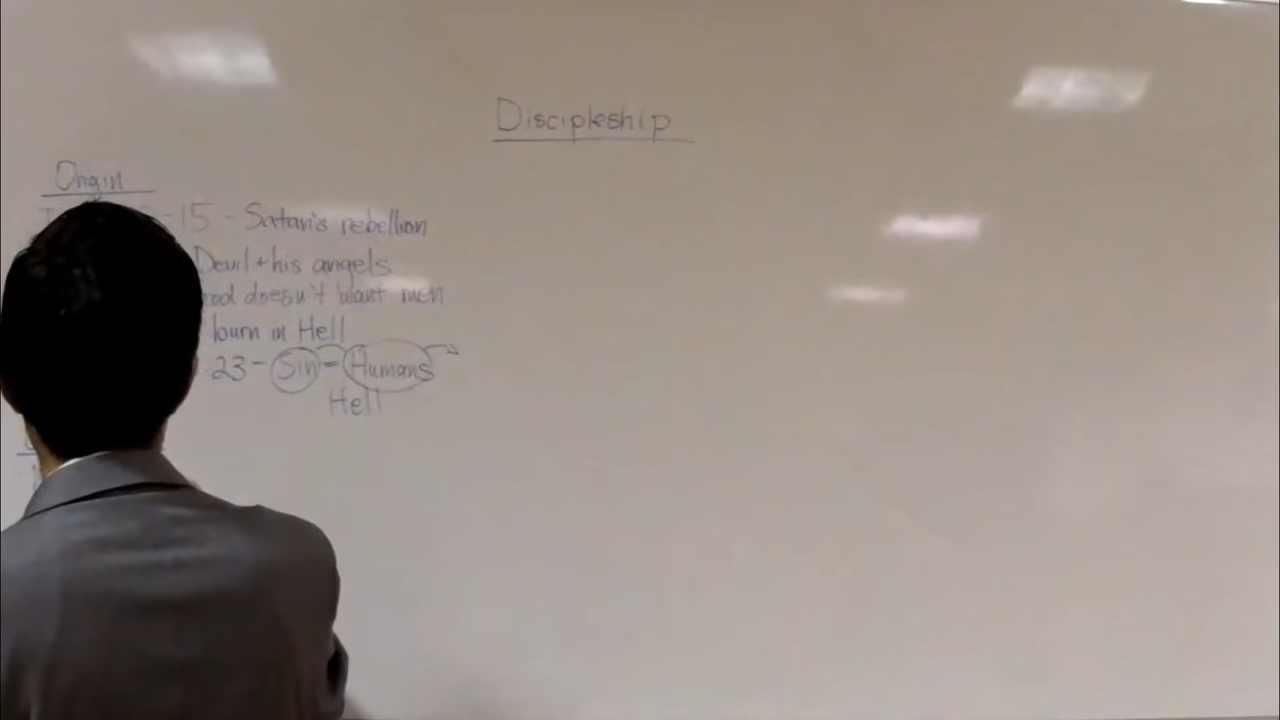 Discipleship
Origin
-15 - Satan's rebellion
Devil + his angels
doesn't want men
burn in Hell
23 - Sin - Humans
Hell